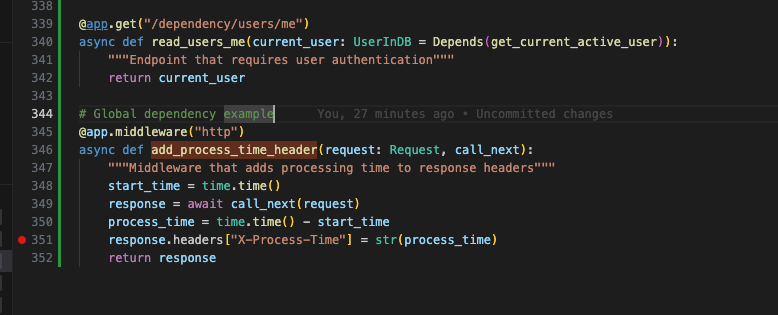 338
339 @app.get("/dependency/users/me")
340 async def read_users_me(current_user: UserInDB = Depends(get_current_active_user)):
341     """Endpoint that requires user authentication"""
342     return current_user
343
344 # Global dependency example You, 27 minutes ago • Uncommitted changes
345 @app.middleware("http")
346 async def add_process_time_header(request: Request, call_next):
347     """Middleware that adds processing time to response headers"""
348     start_time = time.time()
349     response = await call_next(request)
350     process_time = time.time() - start_time
351     response.headers["X-Process-Time"] = str(process_time)
352     return response